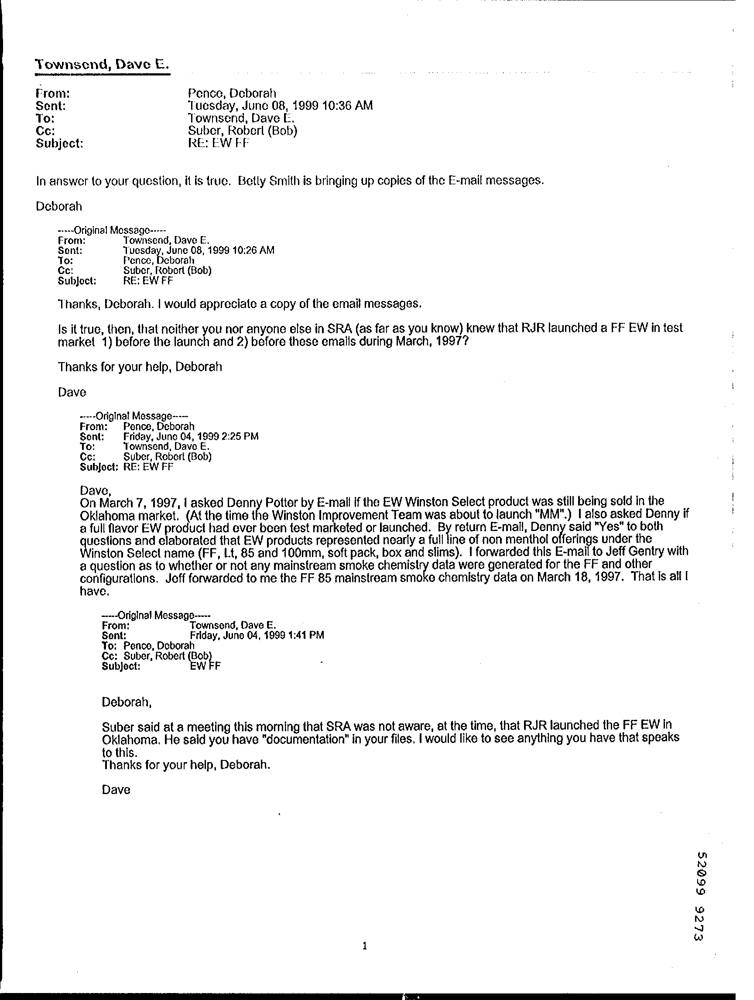 Townsend, Dave E.
From: Pence, Deborah
Sent: Tuesday, June 08, 1999 10:36 AM
To: Townsend, Dave E.
Cc: Suber, Robert (Bob)
Subject: RE: EW FF
In answer to your question, it is true. Betty Smith is bringing up copies of the E-mail messages.
Deborah
-----Original Message-----
From: Townsend, Dave E.
Sent: Tuesday, June 08, 1999 10:26 AM
To: Pence, Deborah
Cc: Suber, Robert (Bob)
Subject: RE: EW FF
Thanks, Deborah. I would appreciate a copy of the email messages.
Is it true, then, that neither you nor anyone else in SRA (as far as you know) knew that RJR launched a FF EW in test
market 1) before the launch and 2) before these emails during March, 1997?
Thanks for your help, Deborah
Dave
-----Original Message-----
From: Pence, Deborah
Sent: Friday, June 04, 1999 2:25 PM
To: Townsend, Dave E.
Cc: Suber, Robert (Bob)
Subject: RE: EW FF
Dave,
On March 7, 1997, I asked Denny Potter by E-mail if the EW Winston Select product was still being sold in the
Oklahoma market. (At the time the Winston Improvement Team was about to launch "MM".) I also asked Denny if
a full flavor EW product had ever been test marketed or launched. By return E-mail, Denny said "Yes" to both
questions and elaborated that EW products represented nearly a full line of non menthol offerings under the
Winston Select name (FF, Lt, 85 and 100mm, soft pack, box and slims). I forwarded this E-mail to Jeff Gentry with
a question as to whether or not any mainstream smoke chemistry data were generated for the FF and other
configurations. Jeff forwarded to me the FF 85 mainstream smoke chemistry data on March 18, 1997. That is all I
have.
-----Original Message-----
From: Townsend, Dave E.
Sent: Friday, June 04, 1999 1:41 PM
To: Pence, Deborah
Cc: Suber, Robert (Bob)
Subject: EW FF
Deborah,
Suber said at a meeting this morning that SRA was not aware, at the time, that RJR launched the FF EW in
Oklahoma. He said you have "documentation" in your files. I would like to see anything you have that speaks
to this.
Thanks for your help, Deborah.
Dave
52099 9273
1